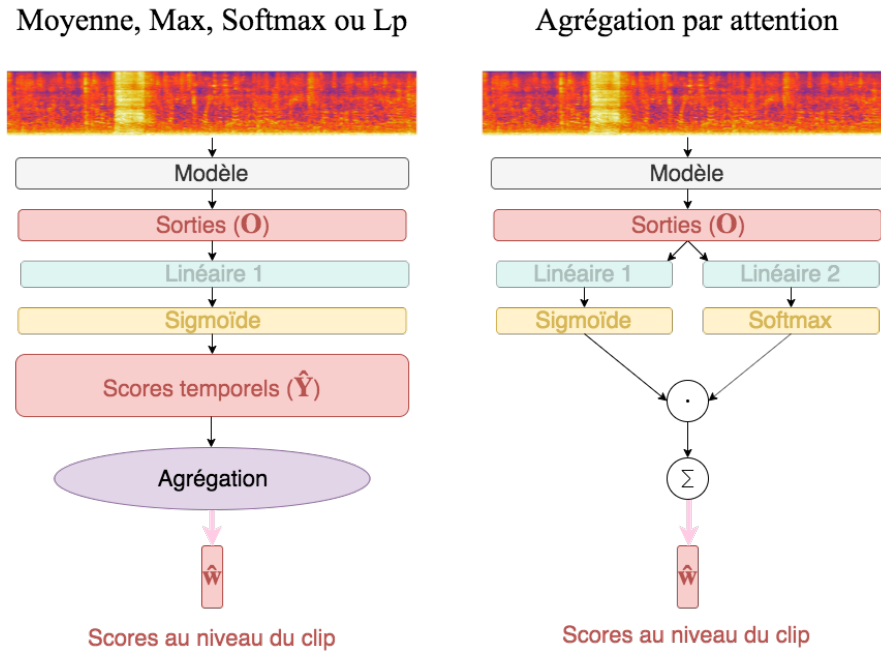 Moyenne, Max, Softmax ou Lp
Modèle
Sorties (O)
Linéaire 1
Sigmoïde
Scores temporels (Ŷ)
Agrégation
ŵ
Scores au niveau du clip
Agrégation par attention
Modèle
Sorties (O)
Linéaire 1
Linéaire 2
Sigmoïde
Softmax
·
Σ
ŵ
Scores au niveau du clip